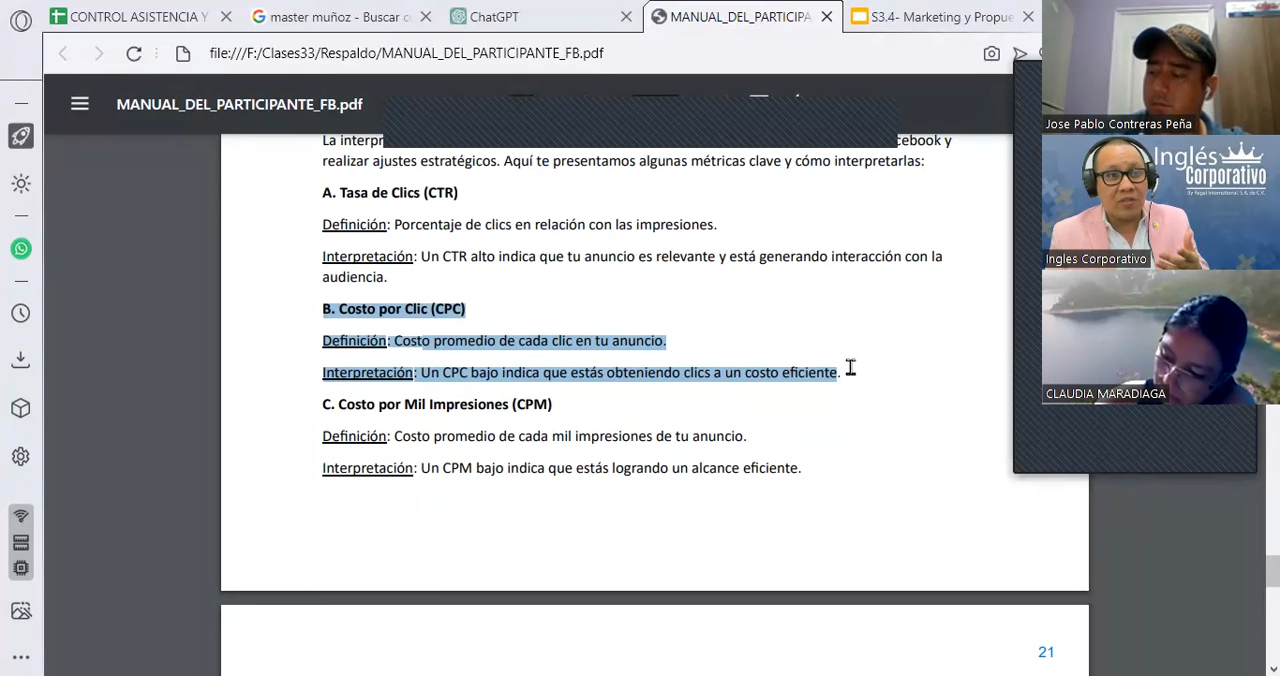 CONTROL ASISTENCIA Y
master muñoz - Buscar c
ChatGPT
MANUAL_DEL_PARTICIPA
S3.4- Marketing y Propue
file:///F:/Clases33/Respaldo/MANUAL_DEL_PARTICIPANTE_FB.pdf
MANUAL_DEL_PARTICIPANTE_FB.pdf
La interpr
cebook y
realizar ajustes estratégicos. Aquí te presentamos algunas métricas clave y cómo interpretarlas:
A. Tasa de Clics (CTR)
Definición: Porcentaje de clics en relación con las impresiones.
Interpretación: Un CTR alto indica que tu anuncio es relevante y está generando interacción con la
audiencia.
B. Costo por Clic (CPC)
Definición: Costo promedio de cada clic en tu anuncio.
Interpretación: Un CPC bajo indica que estás obteniendo clics a un costo eficiente.
C. Costo por Mil Impresiones (CPM)
Definición: Costo promedio de cada mil impresiones de tu anuncio.
Interpretación: Un CPM bajo indica que estás logrando un alcance eficiente.
21
Jose Pablo Contreras Peña
Inglés
Corporativo
By Regal International, S.A. de C.V.
Ingles Corporativo
CLAUDIA MARADIAGA